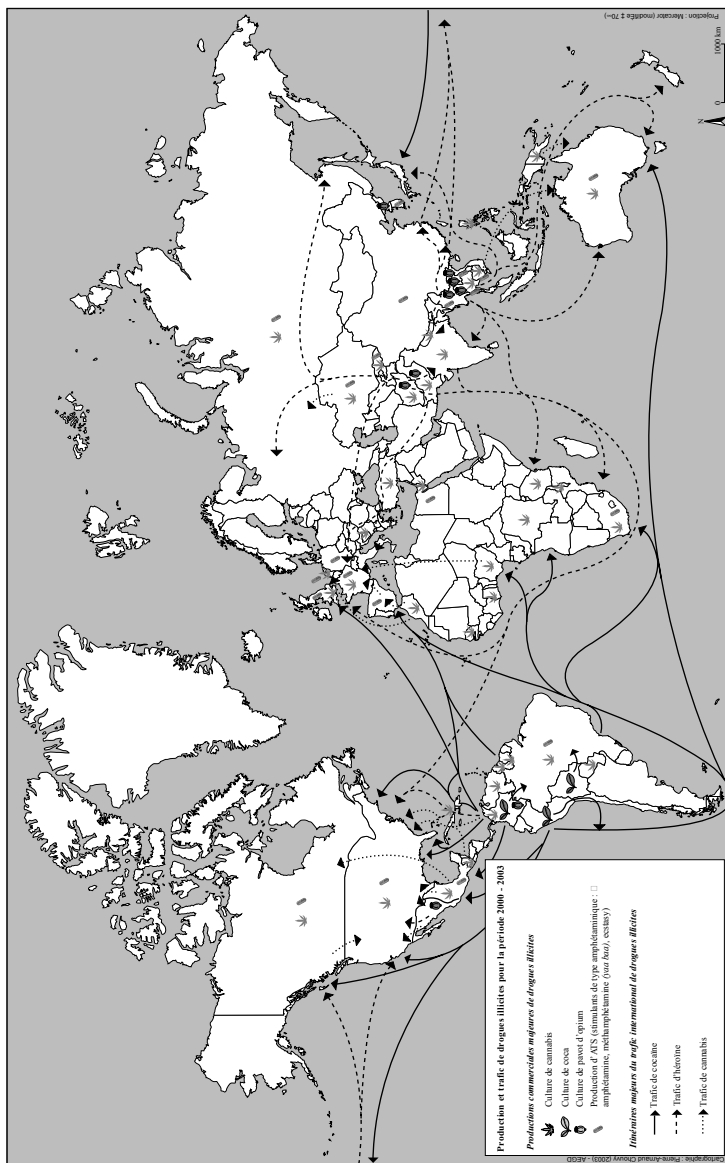 Production et trafic de drogues illicites pour la période 2000 - 2003
Productions commerciales majeures de drogues illicites
Culture de cannabis
Culture de coca
Culture de pavot d'opium
Production d'ATS (stimulants de type amphétaminique : □
amphétamine, méthamphétamine (yaa baa), ecstasy)
Itinéraires majeurs du trafic international de drogues illicites
Trafic de cocaïne
Trafic d'héroïne
Trafic de cannabis
Cartographie : Pierre-Arnaud Chouvy (2003) - AEGD
Projection : Mercator (modifiÈe ‡ 70∞)
0 1000 km
N